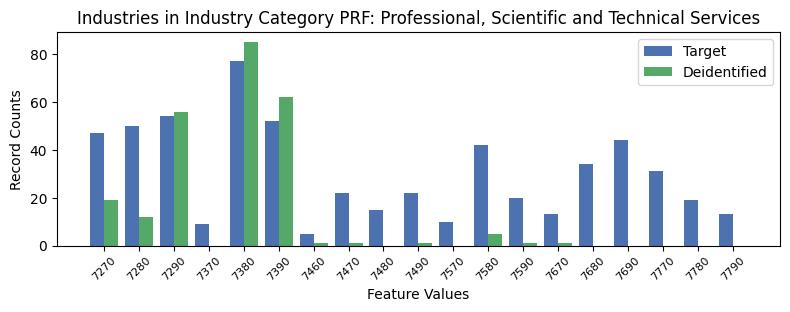 Industries in Industry Category PRF: Professional, Scientific and Technical Services
Target
Deidentified
Record Counts
80
60
40
20
0
7270 7280 7290 7370 7380 7390 7460 7470 7480 7490 7570 7580 7590 7670 7680 7690 7770 7780 7790
Feature Values